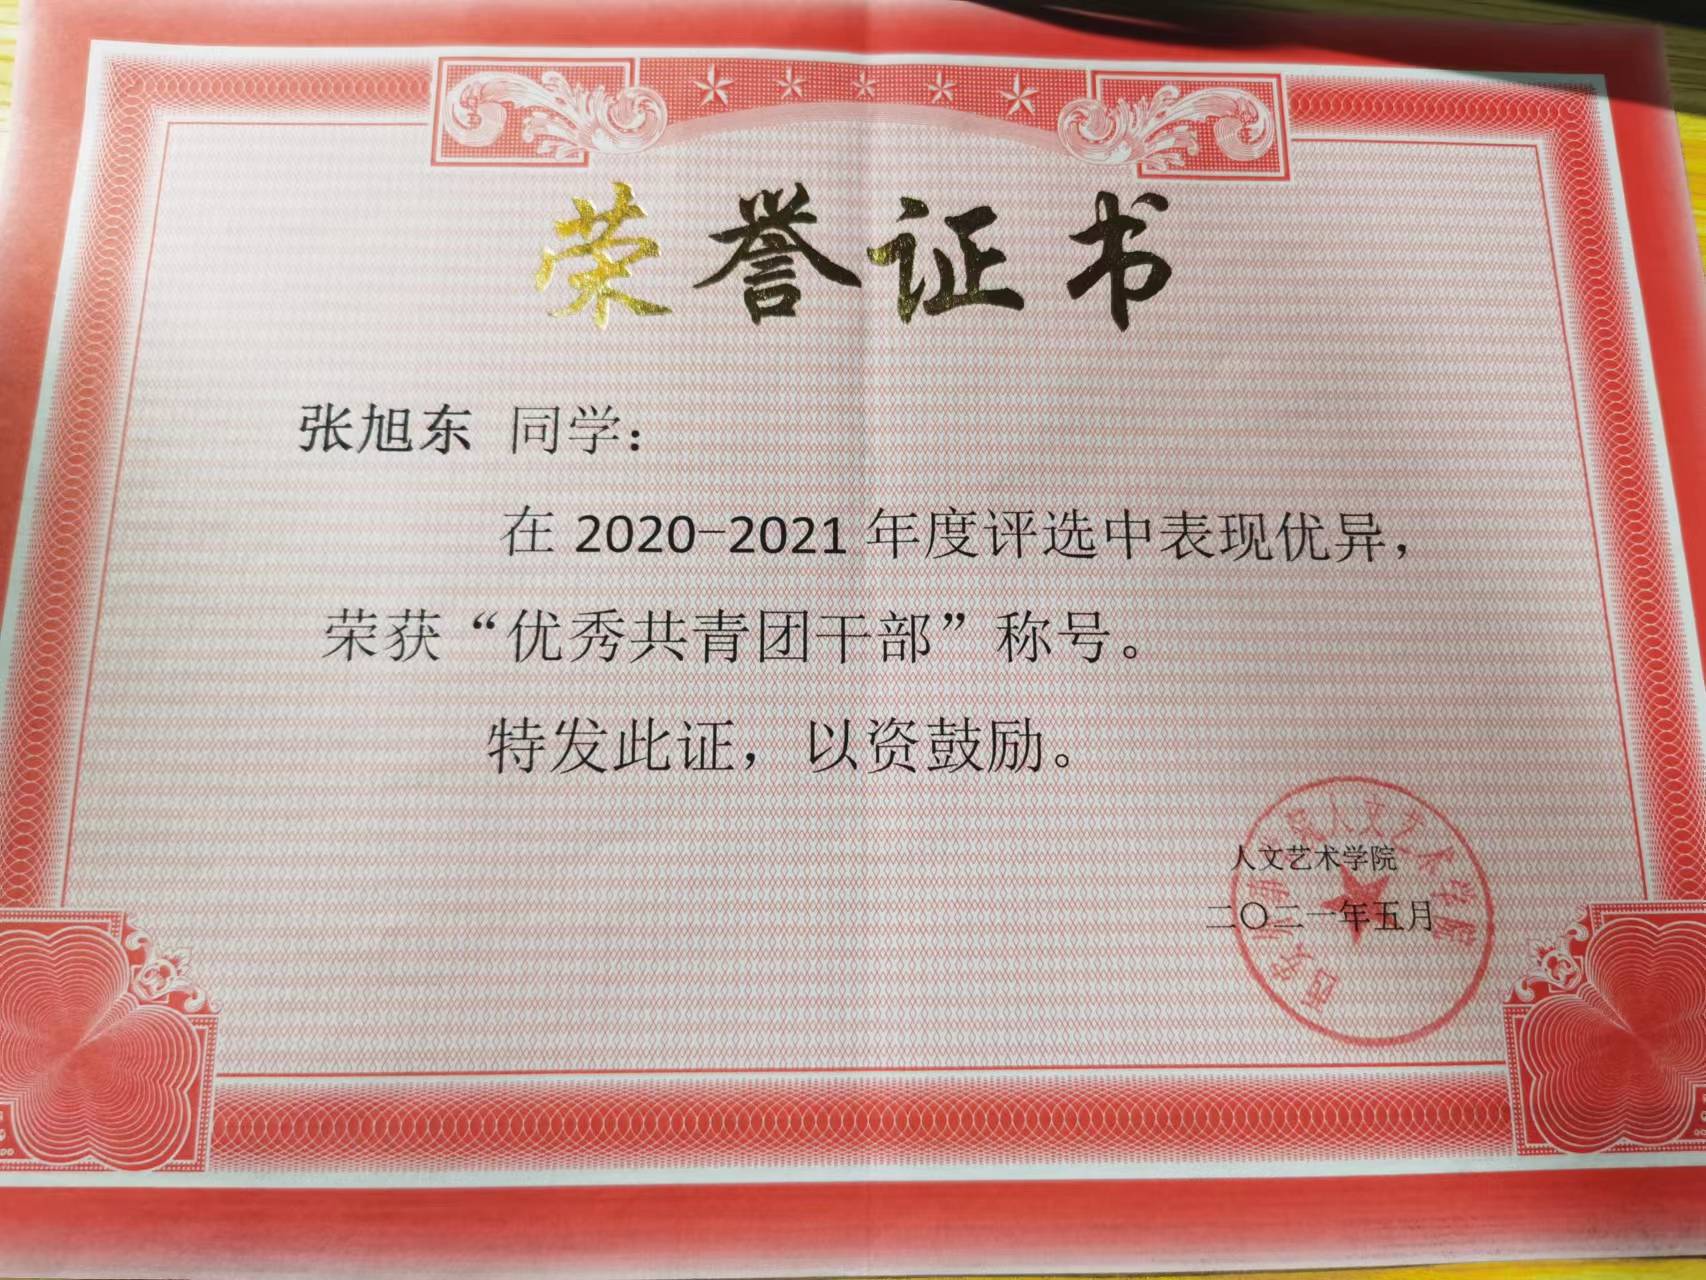 荣誉证书
张旭东 同学：
在 2020-2021 年度评选中表现优异，
荣获“优秀共青团干部”称号。
特发此证，以资鼓励。
人文艺术学院
二〇二一年五月